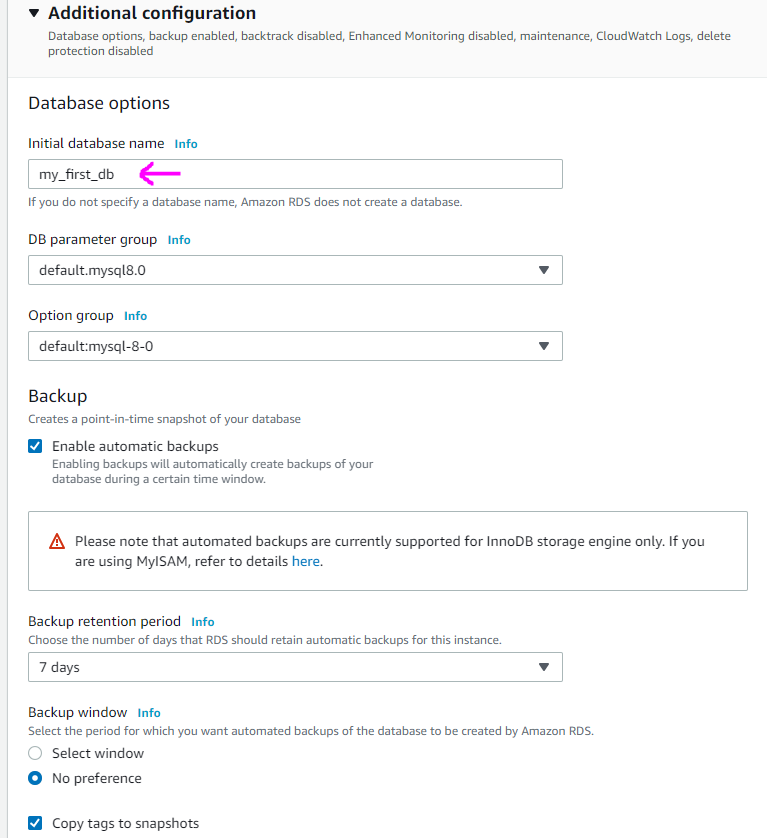 Additional configuration
Database options, backup enabled, backtrack disabled, Enhanced Monitoring disabled, maintenance, CloudWatch Logs, delete
protection disabled
Database options
Initial database name Info
my_first_db
If you do not specify a database name, Amazon RDS does not create a database.
DB parameter group Info
default.mysql8.0
Option group Info
default:mysql-8-0
Backup
Creates a point-in-time snapshot of your database
Enable automatic backups
Enabling backups will automatically create backups of your
database during a certain time window.
Please note that automated backups are currently supported for InnoDB storage engine only. If you
are using MyISAM, refer to details here.
Backup retention period Info
Choose the number of days that RDS should retain automatic backups for this instance.
7 days
Backup window Info
Select the period for which you want automated backups of the database to be created by Amazon RDS.
Select window
No preference
Copy tags to snapshots